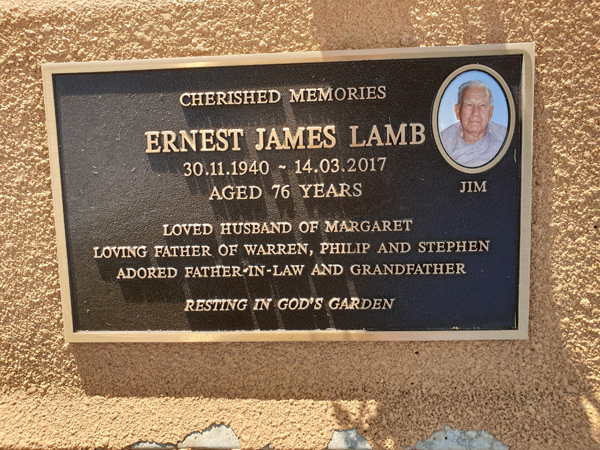 CHERISHED MEMORIES
ERNEST JAMES LAMB
30.11.1940 ~ 14.03.2017
AGED 76 YEARS
JIM
LOVED HUSBAND OF MARGARET
LOVING FATHER OF WARREN, PHILIP AND STEPHEN
ADORED FATHER-IN-LAW AND GRANDFATHER
RESTING IN GOD'S GARDEN